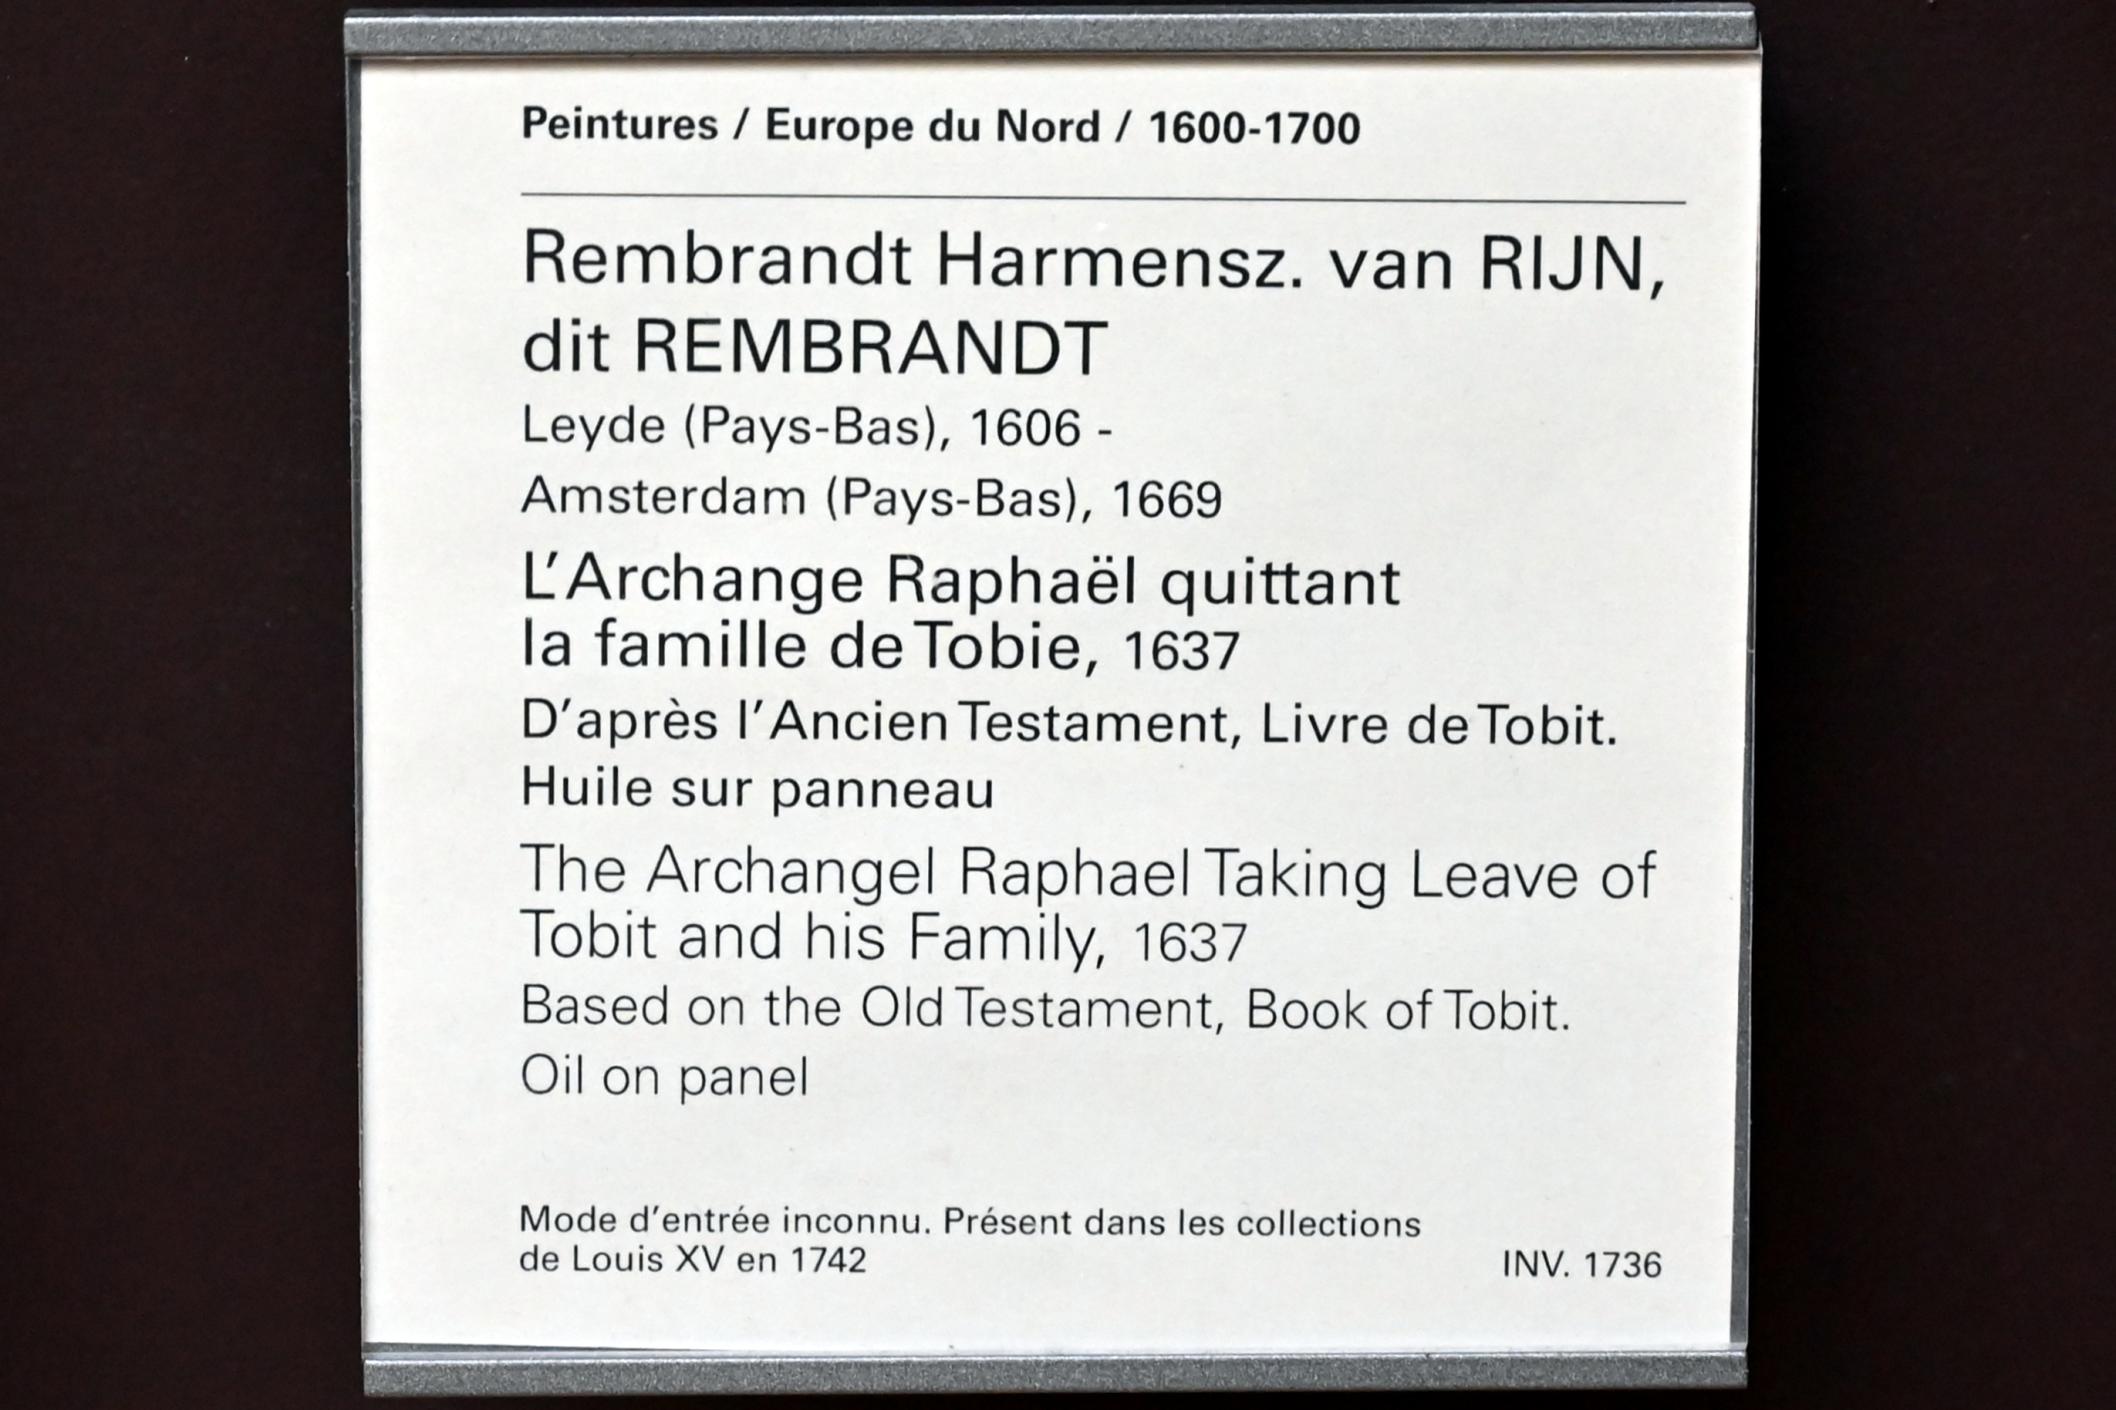 Peintures / Europe du Nord / 1600-1700
Rembrandt Harmensz. van RIJN,
dit REMBRANDT
Leyde (Pays-Bas), 1606 -
Amsterdam (Pays-Bas), 1669
L'Archange Raphaël quittant
la famille de Tobie, 1637
D'après l'Ancien Testament, Livre de Tobit.
Huile sur panneau
The Archangel Raphael Taking Leave of
Tobit and his Family, 1637
Based on the Old Testament, Book of Tobit.
Oil on panel
Mode d'entrée inconnu. Présent dans les collections
de Louis XV en 1742
INV. 1736